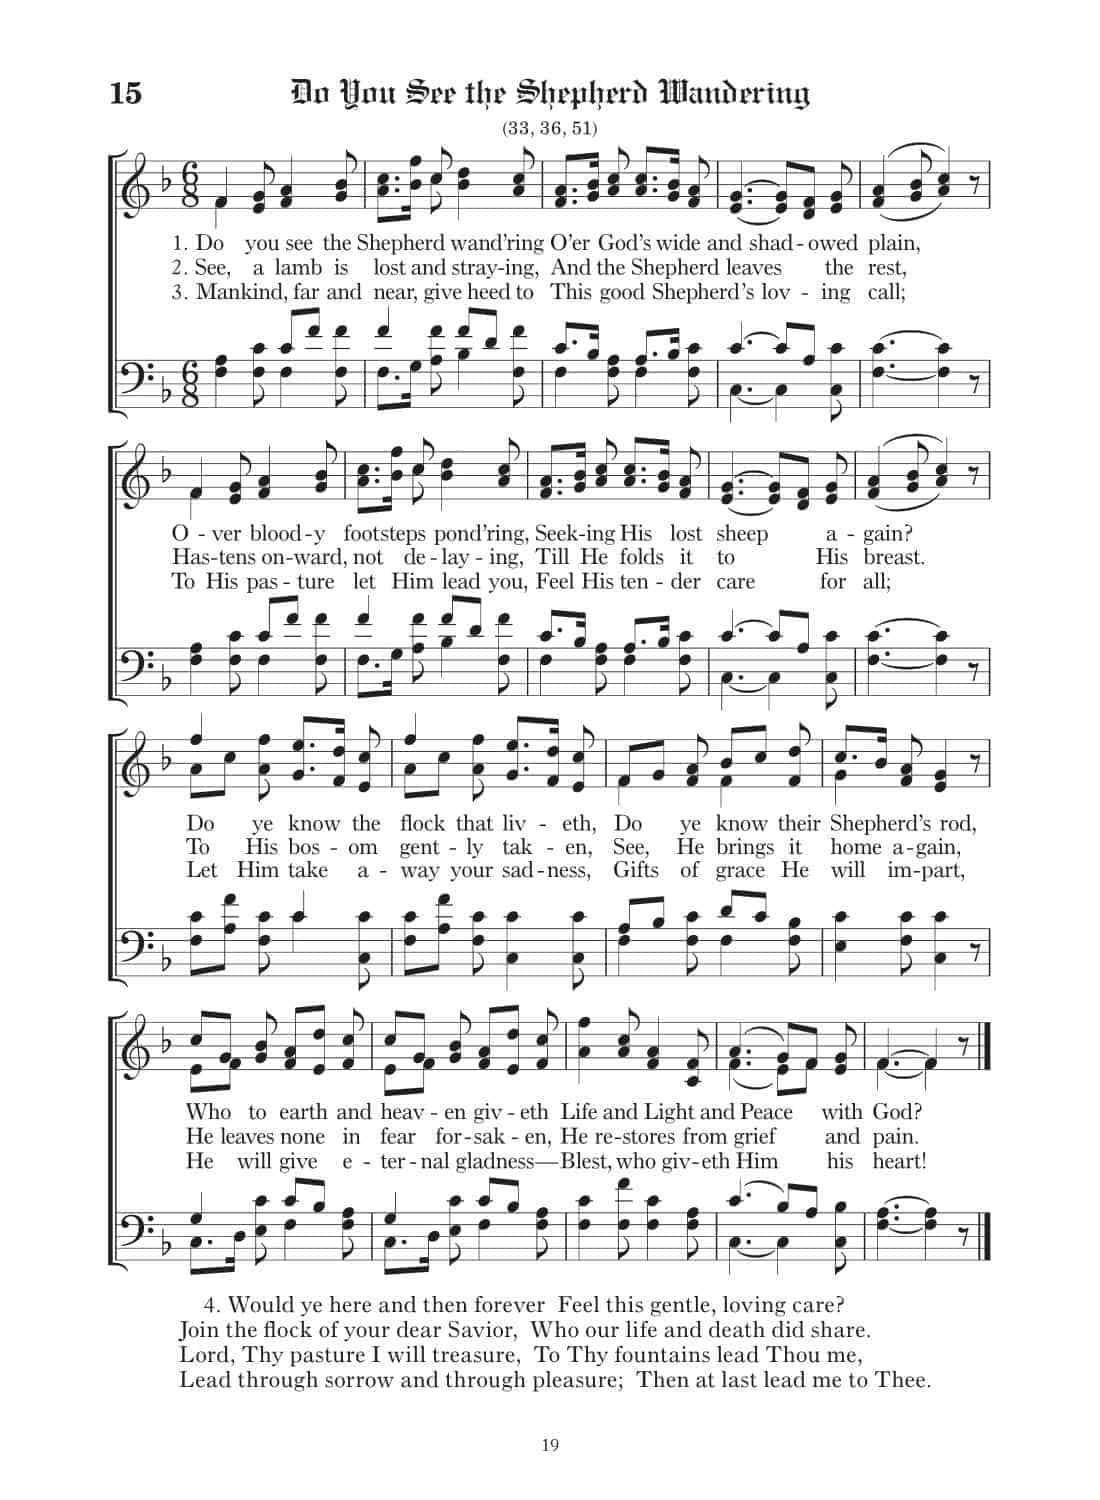 15 Do You See the Shepherd Wandering
(33, 36, 51)
1. Do you see the Shepherd wand'ring O'er God's wide and shad - owed plain,
2. See, a lamb is lost and stray-ing, And the Shepherd leaves the rest,
3. Mankind, far and near, give heed to This good Shepherd's lov - ing call;
O - ver blood-y footsteps pond'ring, Seek-ing His lost sheep a - gain?
Has-tens on-ward, not de-lay - ing, Till He folds it to His breast.
To His pas - ture let Him lead you, Feel His ten - der care for all;
Do ye know the flock that liv - eth, Do ye know their Shepherd's rod,
To His bos - om gent - ly tak - en, See, He brings it home a-gain,
Let Him take a - way your sad-ness, Gifts of grace He will im-part,
Who to earth and heav - en giv - eth Life and Light and Peace with God?
He leaves none in fear for-sak - en, He re-stores from grief and pain.
He will give e - ter-nal gladness—Blest, who giv-eth Him his heart!
4. Would ye here and then forever Feel this gentle, loving care?
Join the flock of your dear Savior, Who our life and death did share.
Lord, Thy pasture I will treasure, To Thy fountains lead Thou me,
Lead through sorrow and through pleasure; Then at last lead me to Thee.
19